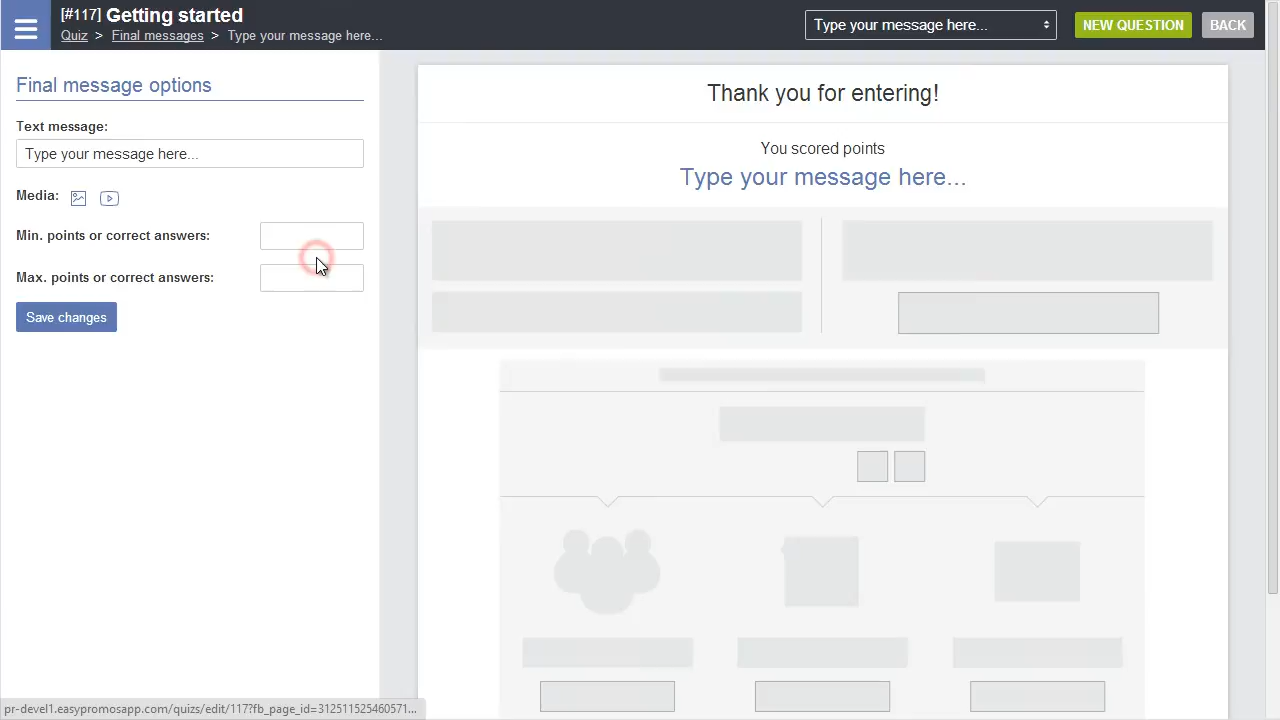 [#117] Getting started
Quiz > Final messages > Type your message here...
Type your message here...
NEW QUESTION
BACK
Final message options
Text message:
Type your message here...
Media:
Min. points or correct answers:
Max. points or correct answers:
Save changes
Thank you for entering!
You scored points
Type your message here...
pr-devel1.easypromosapp.com/quizs/edit/117?fb_page_id=312511525460571...